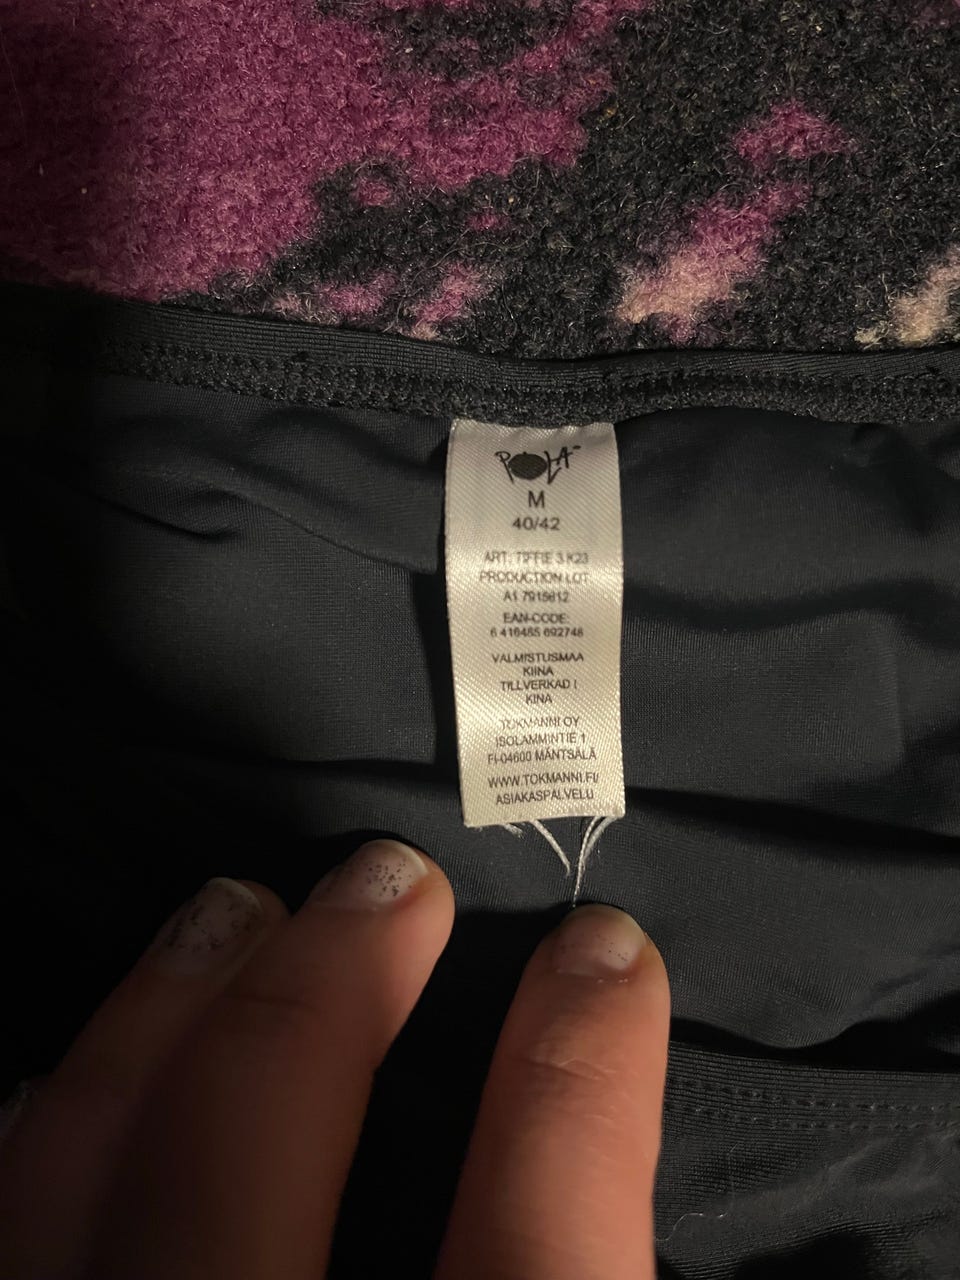 POLA
M
40/42
ART: TIFFIE 3 K23
PRODUCTION LOT:
A1 7915612
EAN-CODE:
6 416485 692748
VALMISTUSMAA
KIINA
TILLVERKAD I
KINA
TOKMANNI OY
ISOLAMMINTIE 1
FI-04600 MÄNTSÄLÄ
WWW.TOKMANNI.FI/
ASIAKASPALVELU